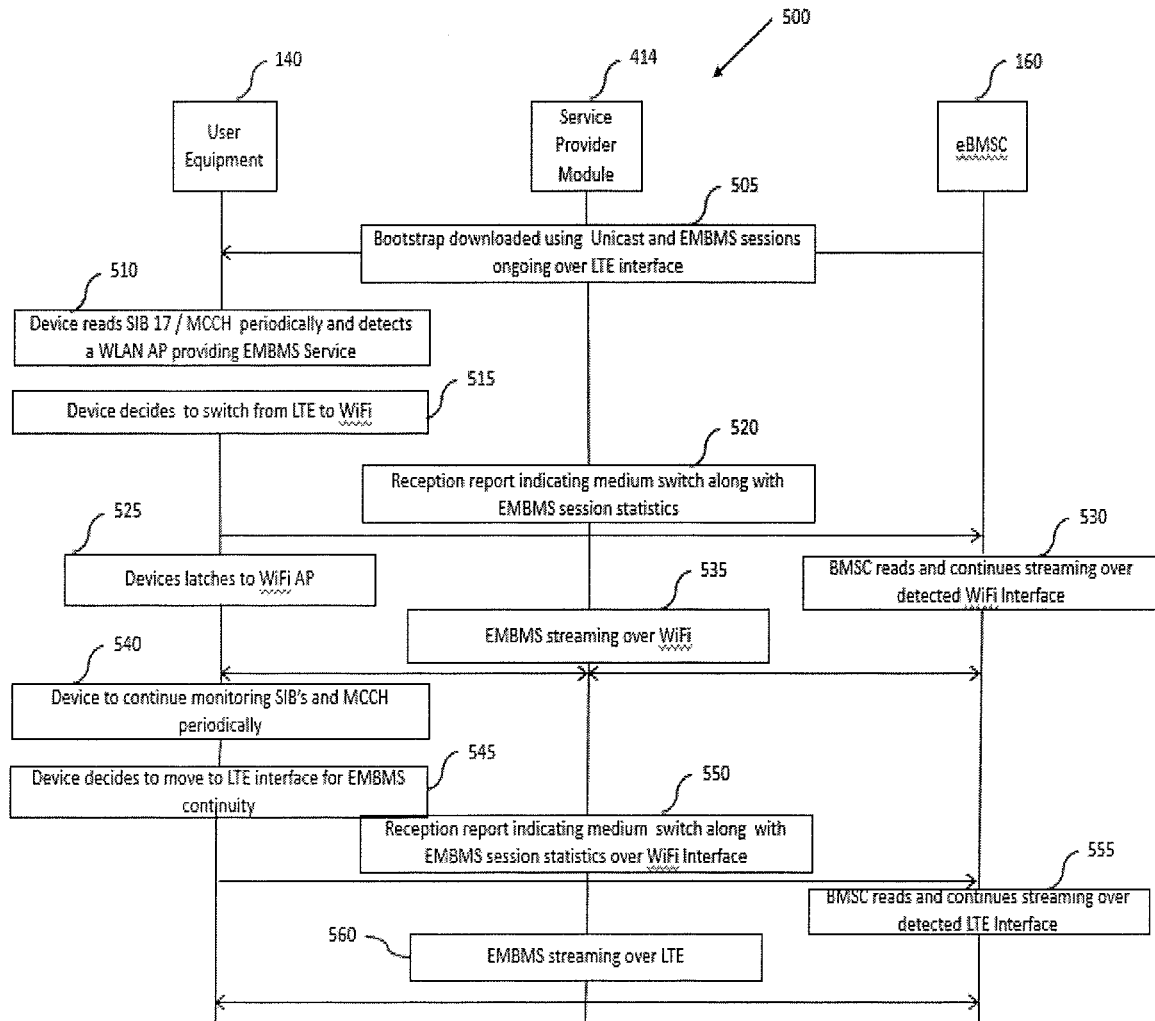 500
140
414
160
User
Equipment
Service
Provider
Module
eBMSC
505
Bootstrap downloaded using Unicast and EMBMS sessions
ongoing over LTE interface
510
Device reads SIB 17 / MCCH periodically and detects
a WLAN AP providing EMBMS Service
515
Device decides to switch from LTE to WiFi
520
Reception report indicating medium switch along with
EMBMS session statistics
525
Devices latches to WiFi AP
530
BMSC reads and continues streaming over
detected WiFi Interface
535
EMBMS streaming over WiFi
540
Device to continue monitoring SIB's and MCCH
periodically
545
Device decides to move to LTE interface for EMBMS
continuity
550
Reception report indicating medium switch along with
EMBMS session statistics over WiFi Interface
555
BMSC reads and continues streaming over
detected LTE Interface
560
EMBMS streaming over LTE